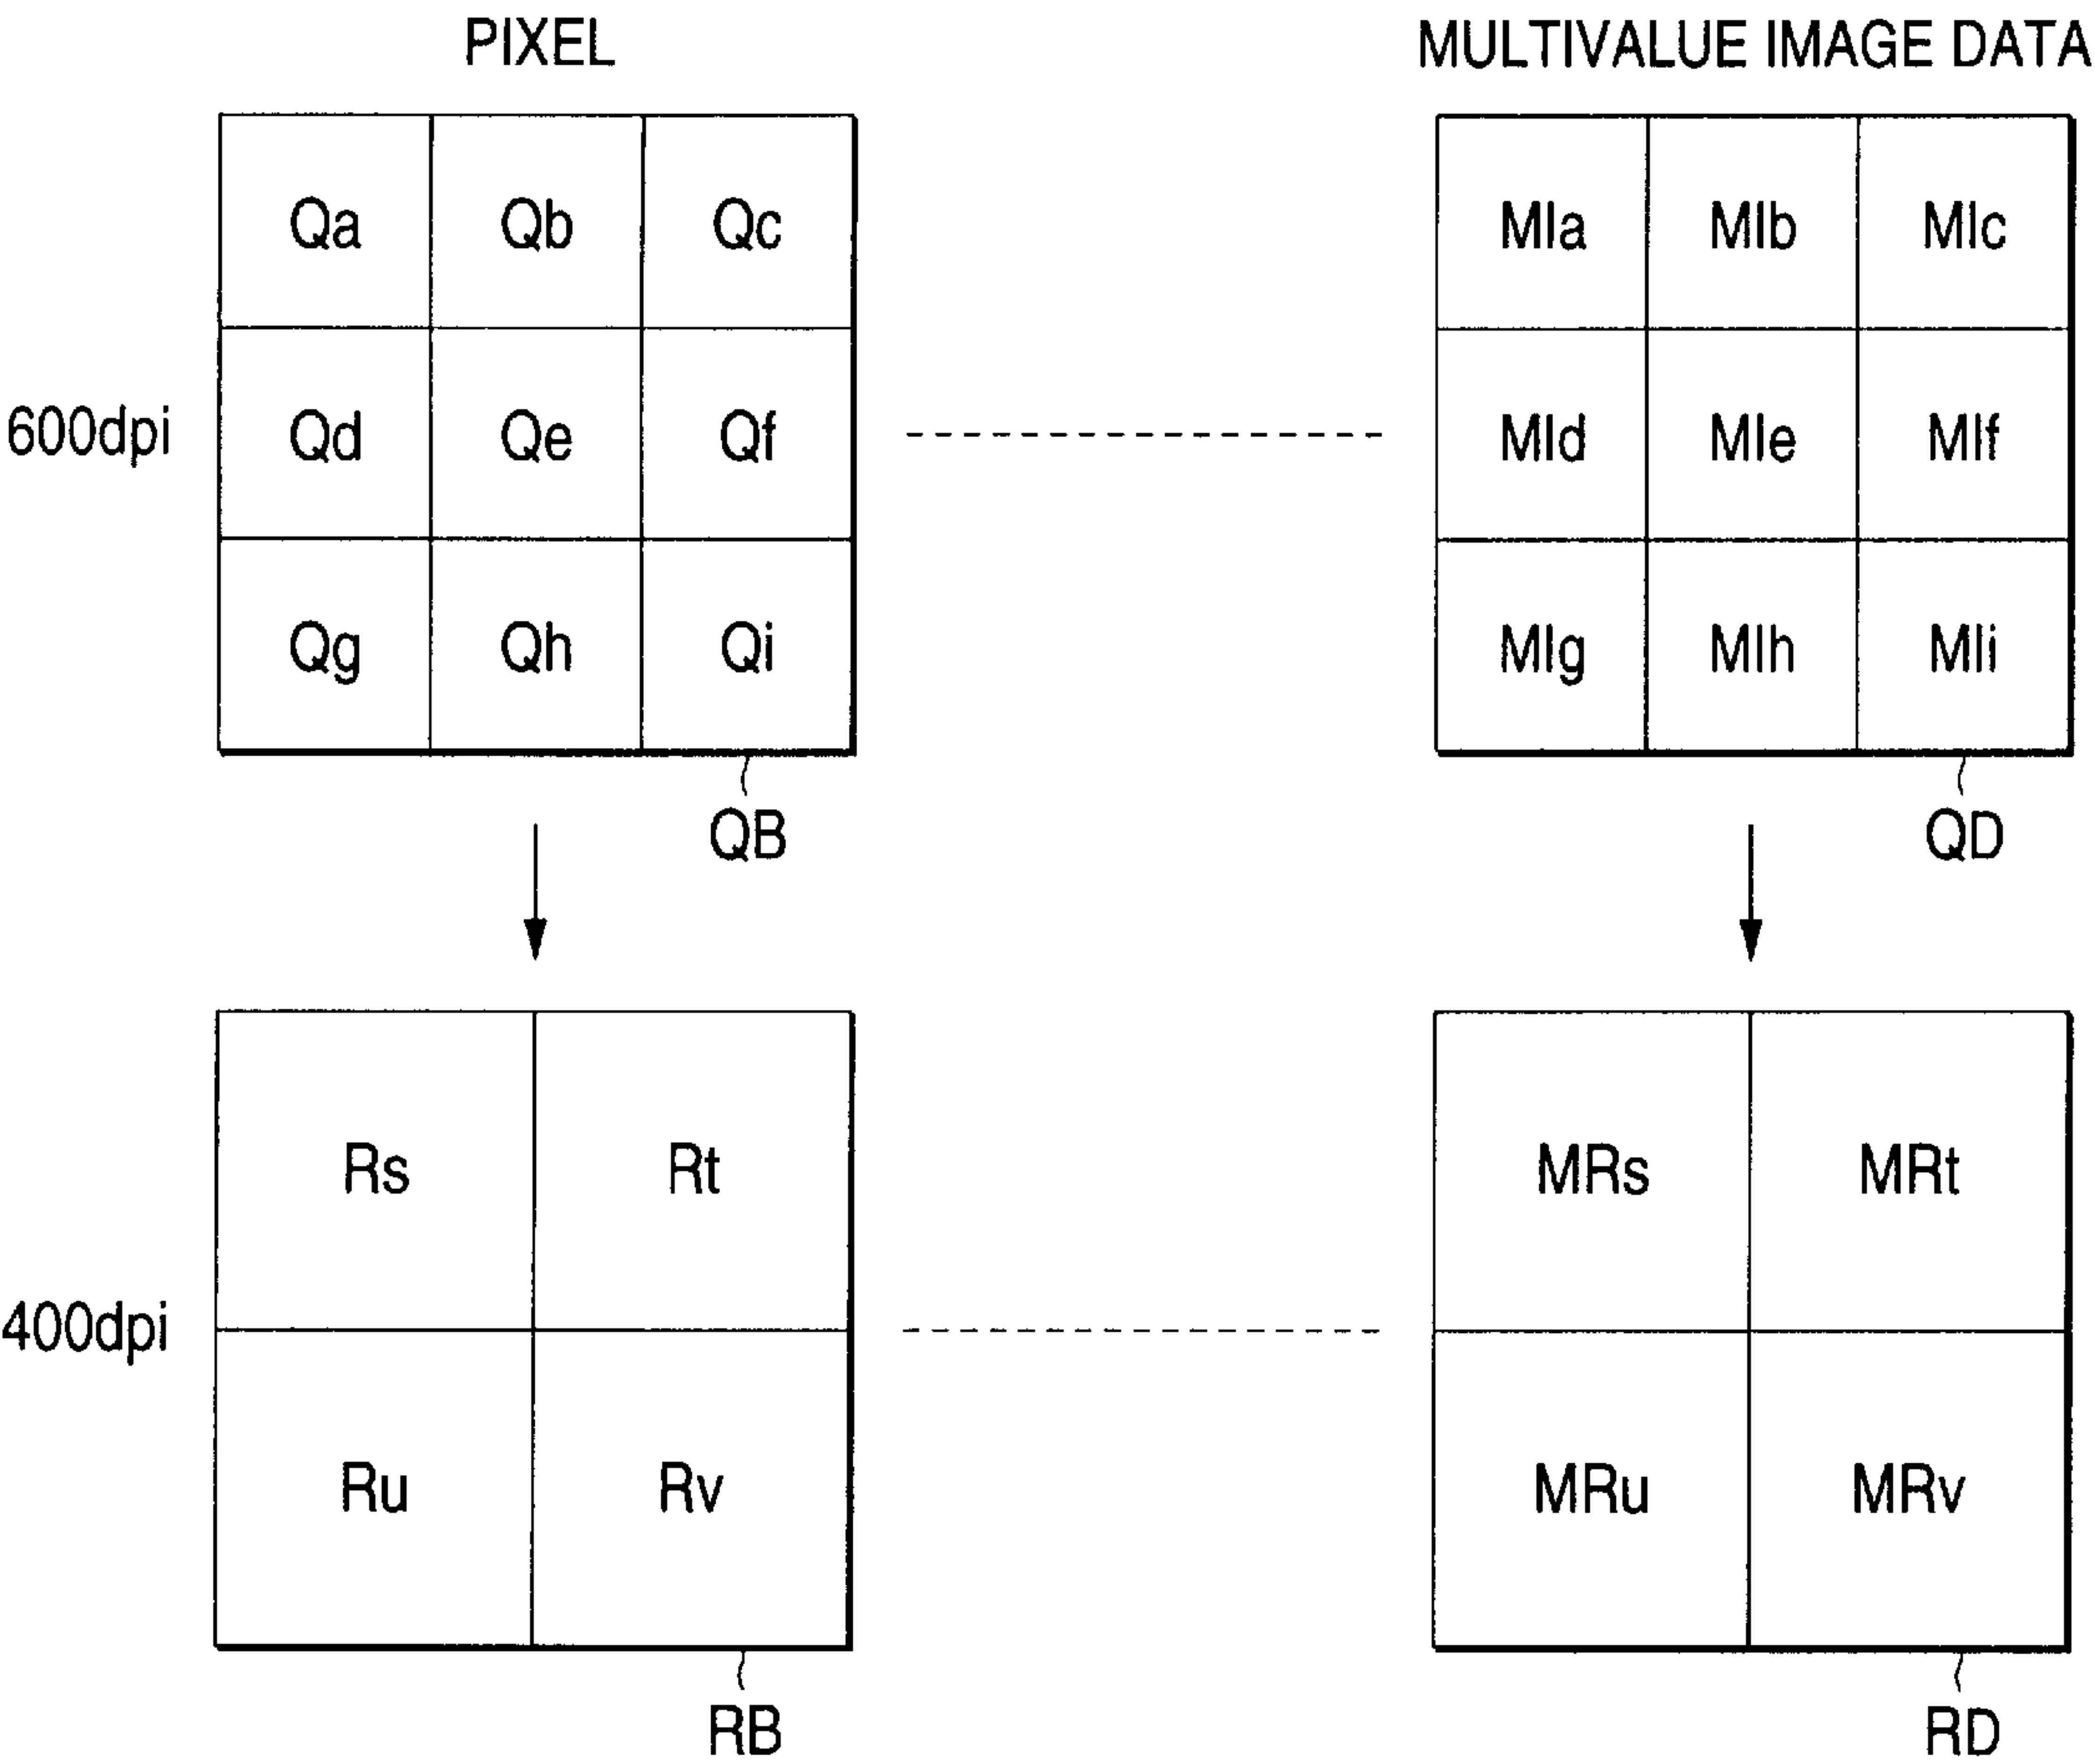 PIXEL MULTIVALUE IMAGE DATA
Qa Qb Qc MIa MIb MIc
600dpi Qd Qe Qf MId MIe MIf
Qg Qh Qi MIg MIh MIi
QB QD
Rs Rt MRs MRt
400dpi
Ru Rv MRu MRv
RB RD